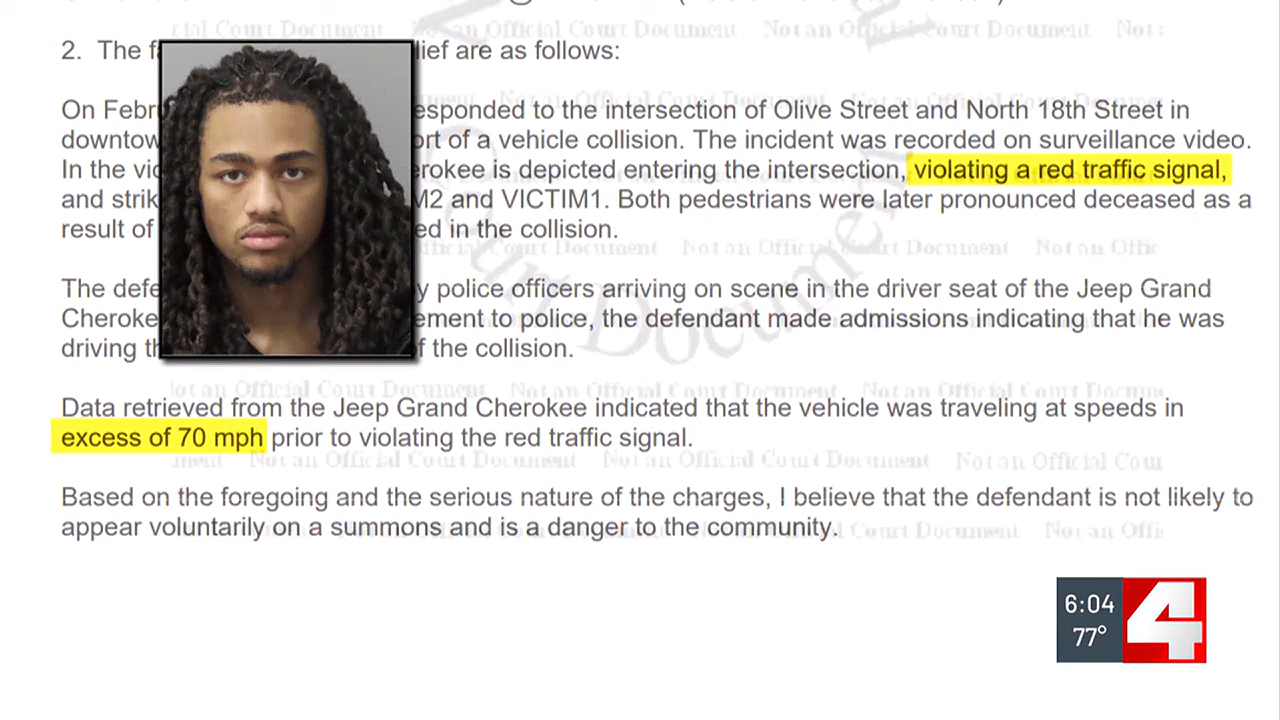 2. The f lief are as follows:
On Febru esponded to the intersection of Olive Street and North 18th Street in
downtow ort of a vehicle collision. The incident was recorded on surveillance video.
In the vid erokee is depicted entering the intersection, violating a red traffic signal,
and strik M2 and VICTIM1. Both pedestrians were later pronounced deceased as a
result of ed in the collision.
The defe y police officers arriving on scene in the driver seat of the Jeep Grand
Cheroke ement to police, the defendant made admissions indicating that he was
driving th f the collision.
Data retrieved from the Jeep Grand Cherokee indicated that the vehicle was traveling at speeds in
excess of 70 mph prior to violating the red traffic signal.
Based on the foregoing and the serious nature of the charges, I believe that the defendant is not likely to
appear voluntarily on a summons and is a danger to the community.
Not an Official Court Document
Court Document
6:04
77°
4